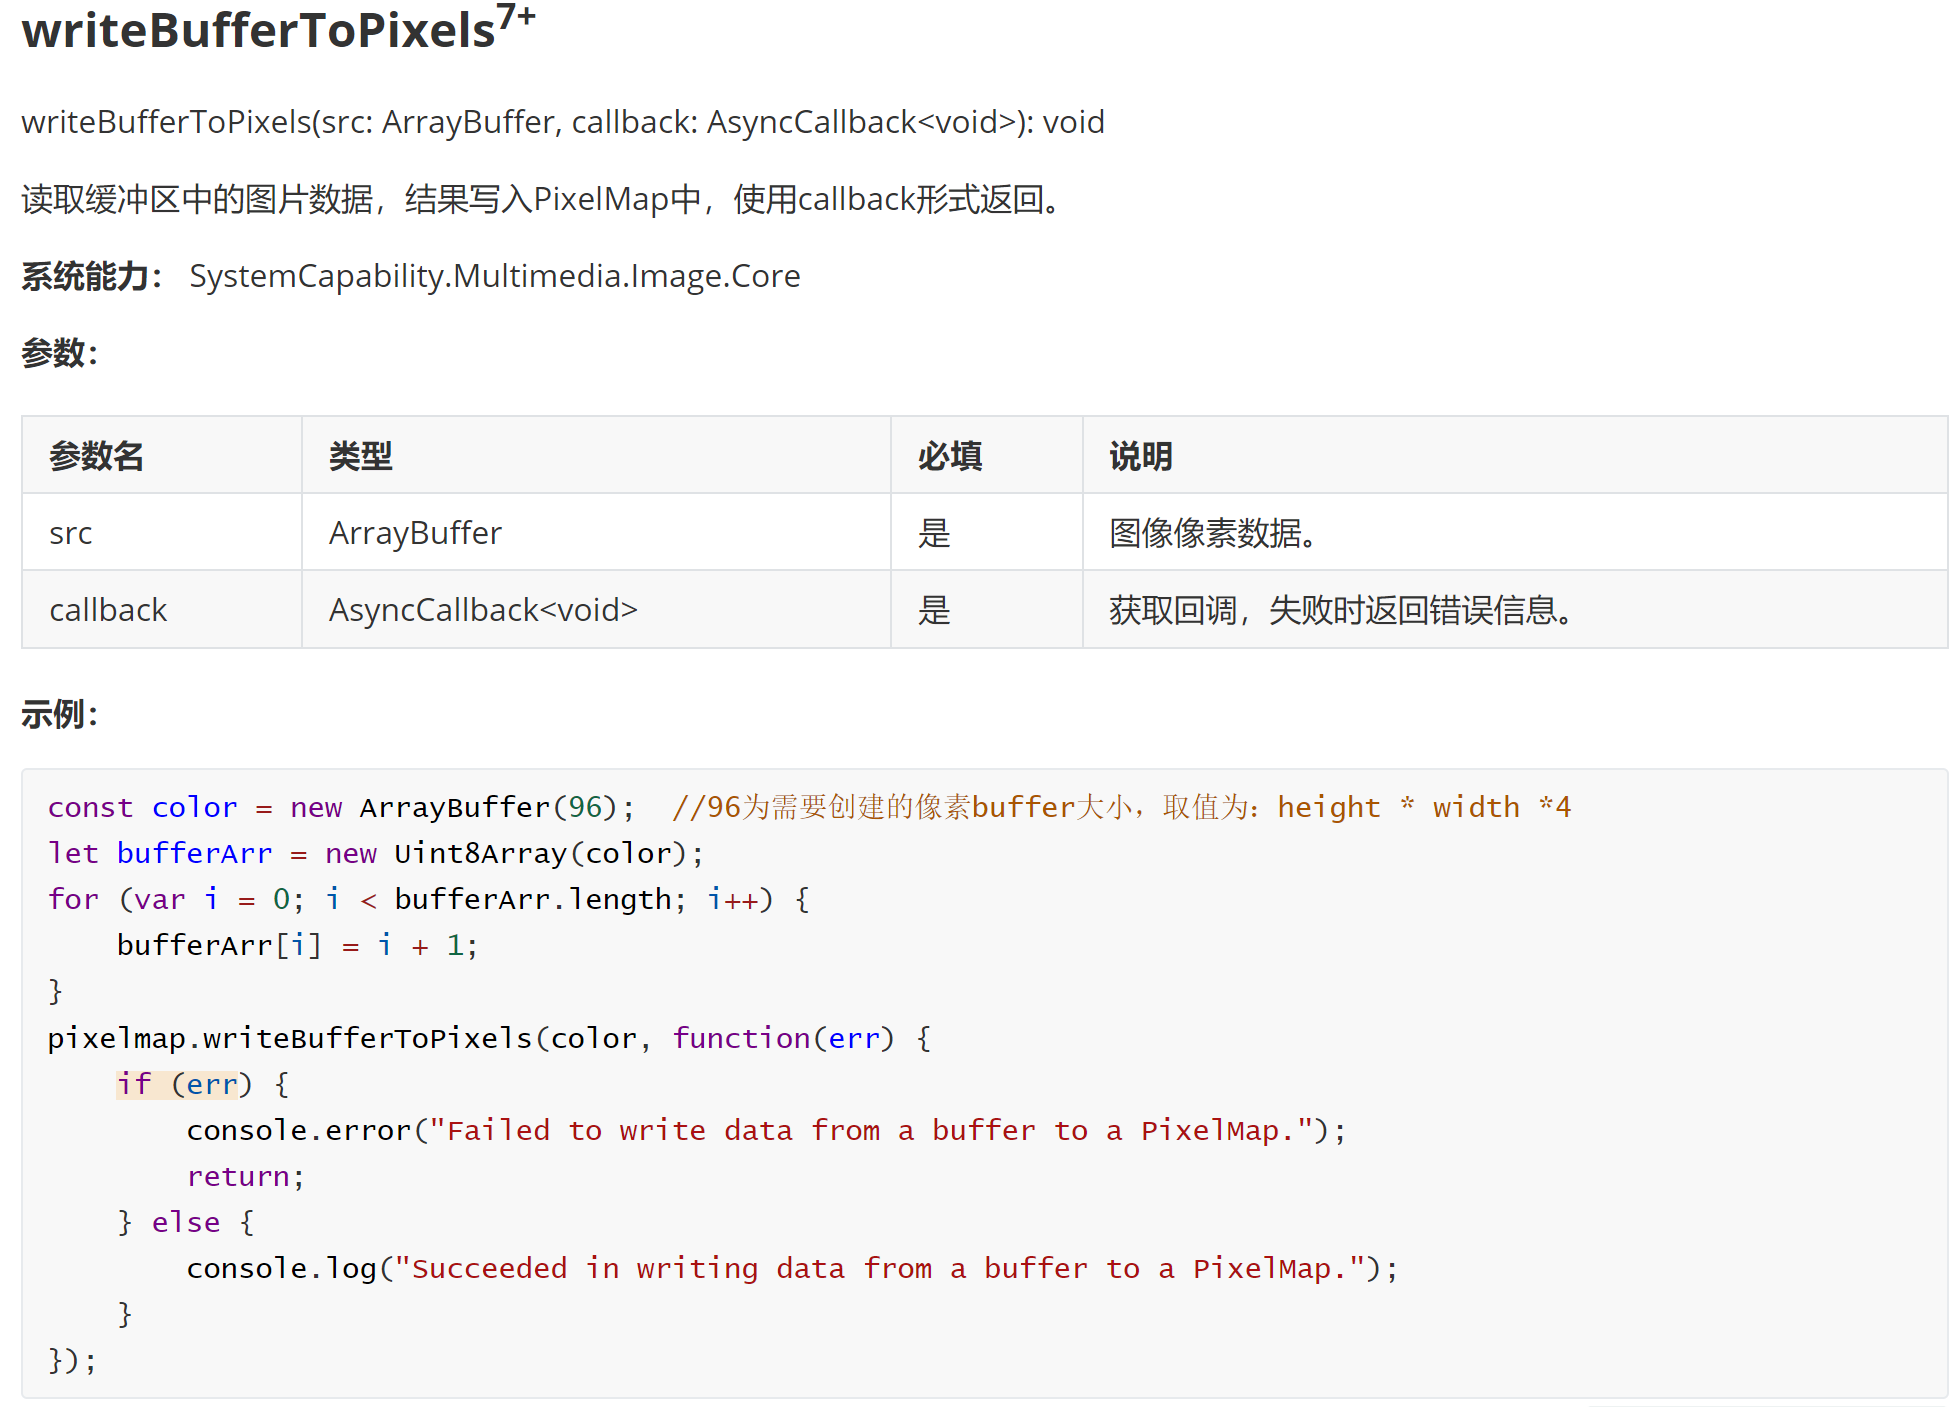 writeBufferToPixels7+
writeBufferToPixels(src: ArrayBuffer, callback: AsyncCallback<void>): void
读取缓冲区中的图片数据，结果写入PixelMap中，使用callback形式返回。
系统能力： SystemCapability.Multimedia.Image.Core
参数：
参数名 类型 必填 说明
src ArrayBuffer 是 图像像素数据。
callback AsyncCallback<void> 是 获取回调，失败时返回错误信息。
示例：
const color = new ArrayBuffer(96);  //96为需要创建的像素buffer大小，取值为：height * width *4
let bufferArr = new Uint8Array(color);
for (var i = 0; i < bufferArr.length; i++) {
    bufferArr[i] = i + 1;
}
pixelmap.writeBufferToPixels(color, function(err) {
    if (err) {
        console.error("Failed to write data from a buffer to a PixelMap.");
        return;
    } else {
        console.log("Succeeded in writing data from a buffer to a PixelMap.");
    }
});